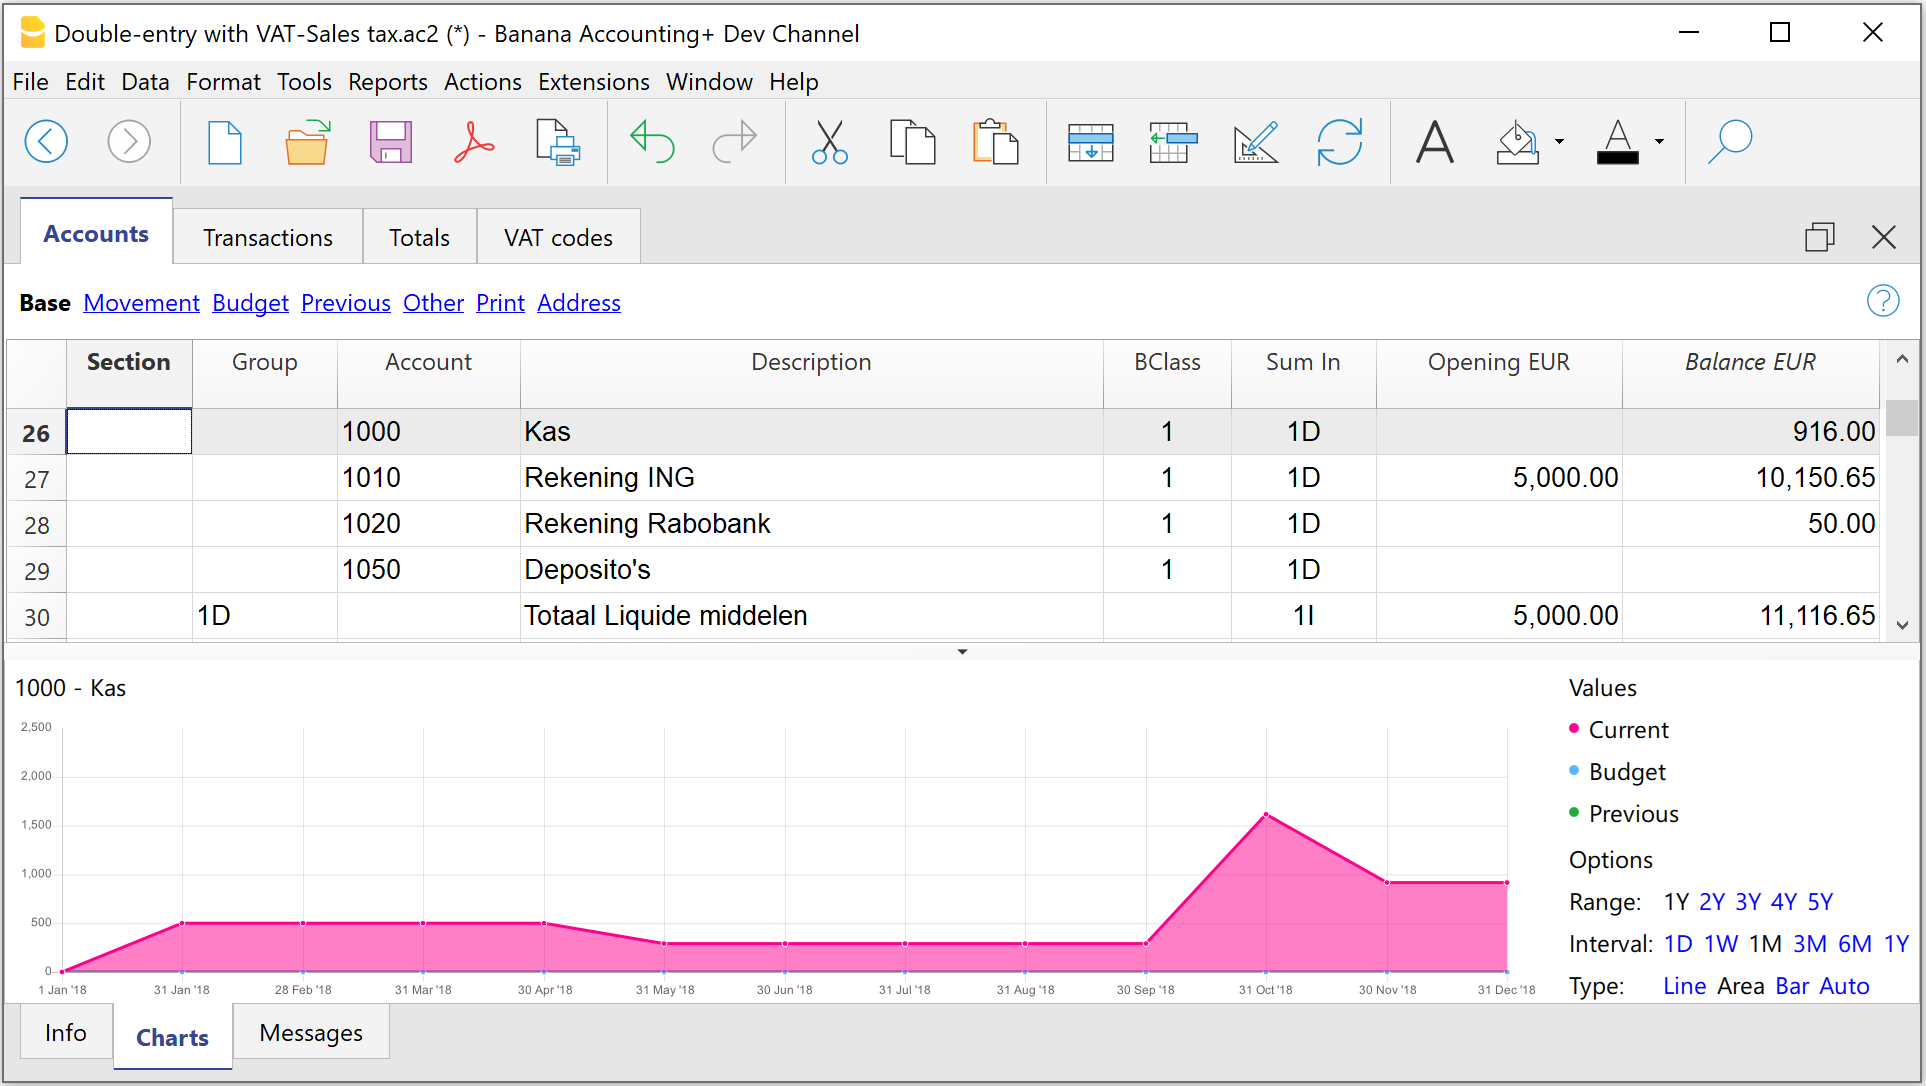 Double-entry with VAT-Sales tax.ac2 (*) - Banana Accounting+ Dev Channel
File Edit Data Format Tools Reports Actions Extensions Window Help
Accounts Transactions Totals VAT codes
Base Movement Budget Previous Other Print Address
Section Group Account Description BClass Sum In Opening EUR Balance EUR
26 1000 Kas 1 1D 916.00
27 1010 Rekening ING 1 1D 5,000.00 10,150.65
28 1020 Rekening Rabobank 1 1D 50.00
29 1050 Deposito's 1 1D
30 1D Totaal Liquide middelen 1I 5,000.00 11,116.65
1000 - Kas
2,500
2,000
1,500
1,000
500
0
1 Jan '18 31 Jan '18 28 Feb '18 31 Mar '18 30 Apr '18 31 May '18 30 Jun '18 31 Jul '18 31 Aug '18 30 Sep '18 31 Oct '18 30 Nov '18 31 Dec '18
Values
Current
Budget
Previous
Options
Range: 1Y 2Y 3Y 4Y 5Y
Interval: 1D 1W 1M 3M 6M 1Y
Type: Line Area Bar Auto
Info Charts Messages